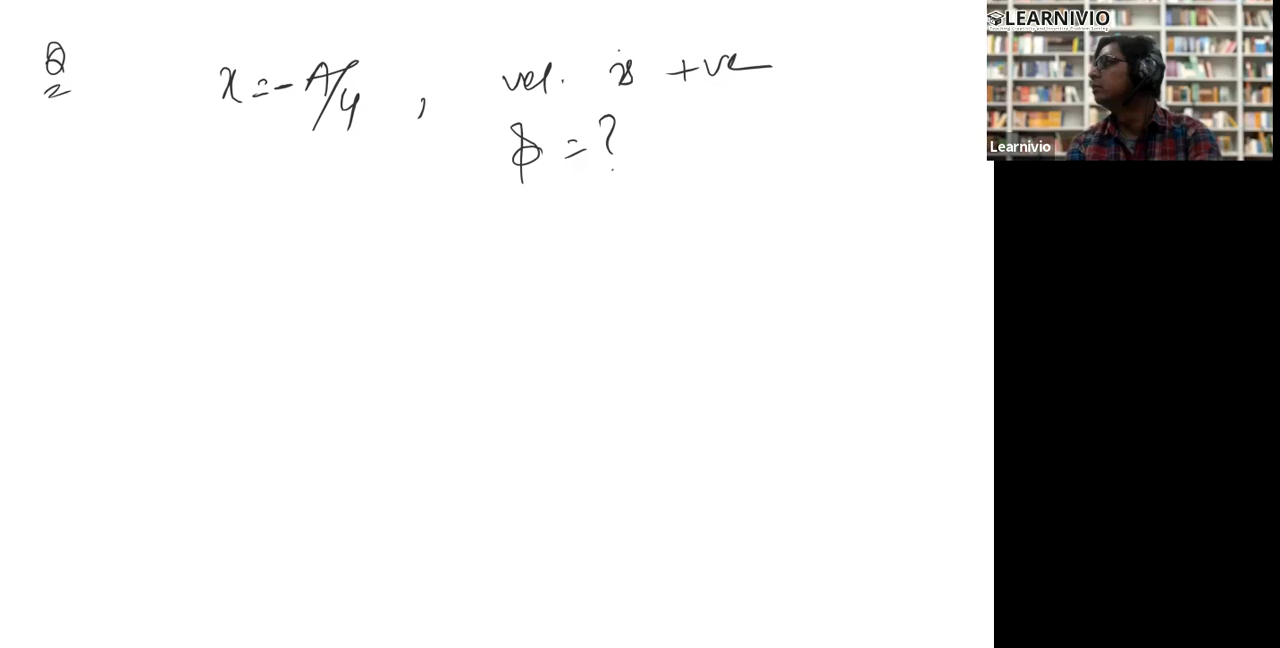 Q
x = -A/4 , vel. is +ve
ϕ = ?
LEARNIVIO
Learnivio